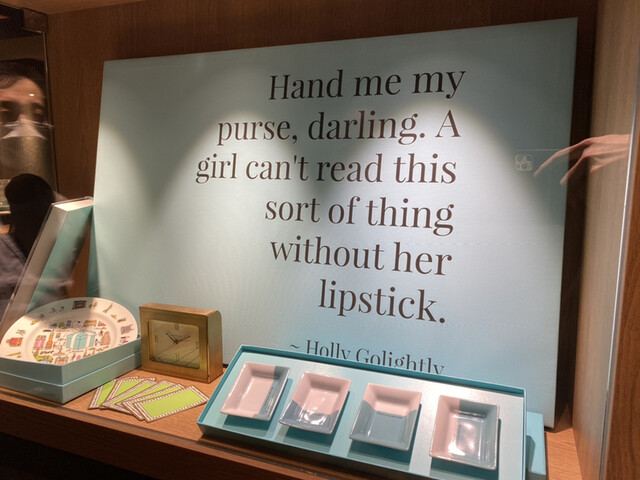 Hand me my
purse, darling. A
girl can't read this
sort of thing
without her
lipstick.
~ Holly Golightly